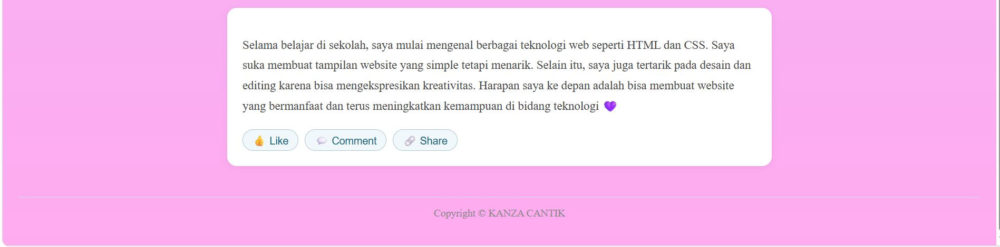 Selama belajar di sekolah, saya mulai mengenal berbagai teknologi web seperti HTML dan CSS. Saya
suka membuat tampilan website yang simple tetapi menarik. Selain itu, saya juga tertarik pada desain dan
editing karena bisa mengekspresikan kreativitas. Harapan saya ke depan adalah bisa membuat website
yang bermanfaat dan terus meningkatkan kemampuan di bidang teknologi 💜
👍 Like 💬 Comment 🔗 Share
Copyright © KANZA CANTIK